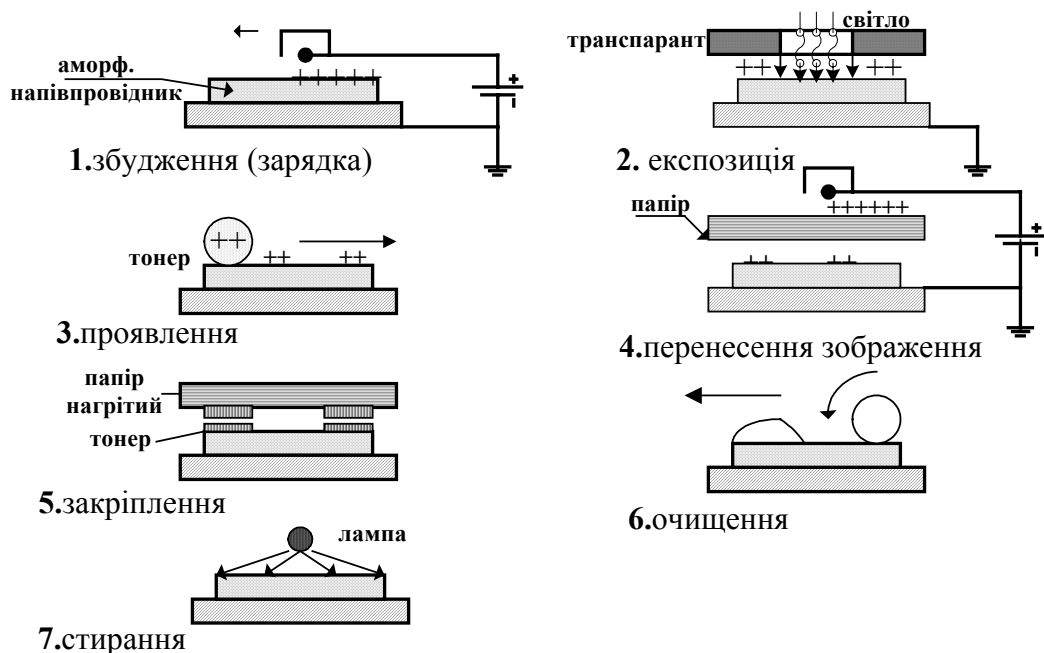 аморф.
напівпровідник
+++++
+
−
1.збудження (зарядка)
світло
транспарант
++ ++
2. експозиція
++
тонер
++ ++
3.проявлення
папір
++++++
+
−
++ ++
4.перенесення зображення
папір
нагрітий
тонер
5.закріплення
6.очищення
лампа
7.стирання